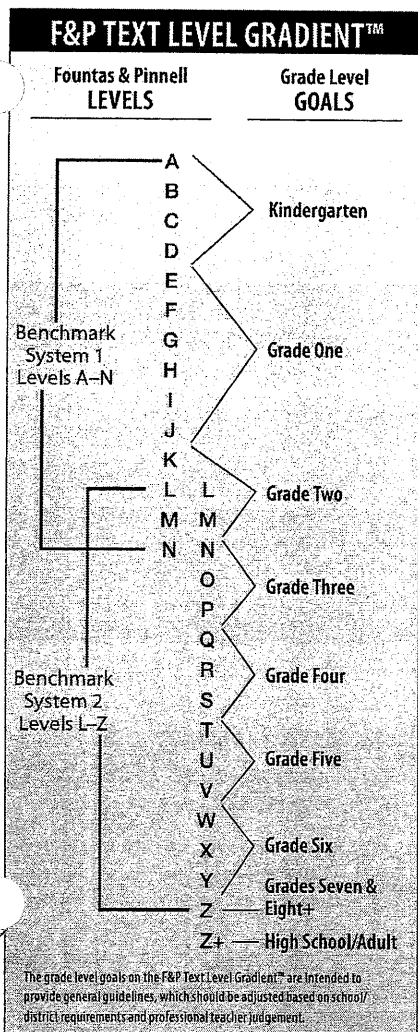 F&P TEXT LEVEL GRADIENT™
Fountas & Pinnell
LEVELS
Grade Level
GOALS
A
B
C
Kindergarten
D
E
F
G
Benchmark
System 1
Levels A–N
Grade One
H
I
J
K
L L
Grade Two
M M
N N
O
Grade Three
P
Q
R
Grade Four
Benchmark
System 2
Levels L–Z
S
T
U
Grade Five
V
W
X
Grade Six
Y
Z
Grades Seven &
Eight+
Z+
High School/Adult
The grade level goals on the F&P Text Level Gradient™ are intended to
provide general guidelines, which should be adjusted based on school/
district requirements and professional teacher judgement.